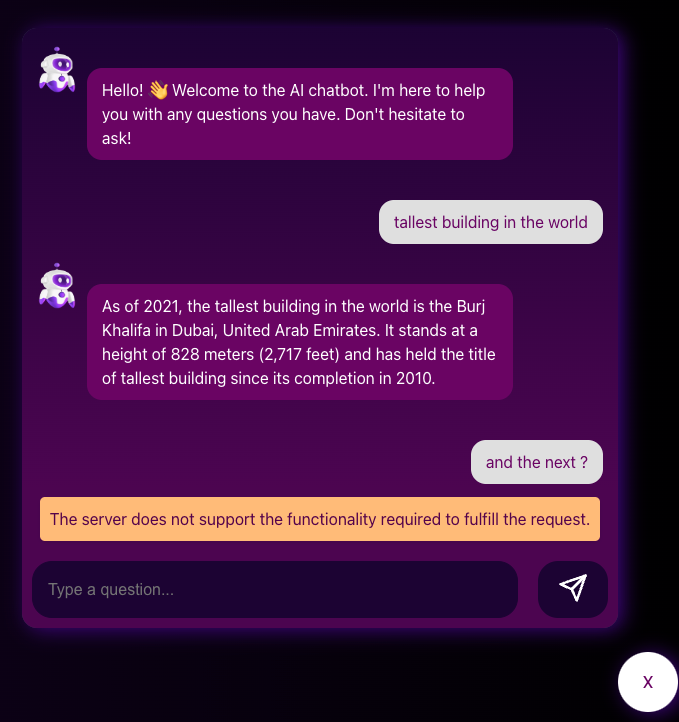 Hello! 👋 Welcome to the AI chatbot. I'm here to help
you with any questions you have. Don't hesitate to
ask!
tallest building in the world
As of 2021, the tallest building in the world is the Burj
Khalifa in Dubai, United Arab Emirates. It stands at a
height of 828 meters (2,717 feet) and has held the title
of tallest building since its completion in 2010.
and the next ?
The server does not support the functionality required to fulfill the request.
Type a question...
X